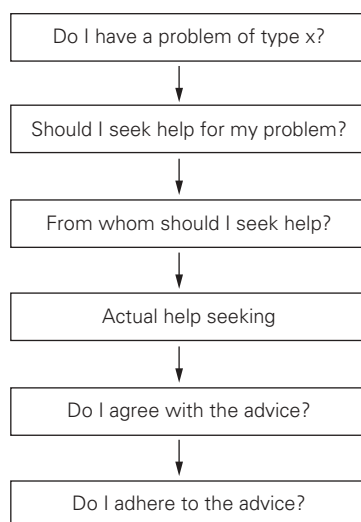 Do I have a problem of type x?
Should I seek help for my problem?
From whom should I seek help?
Actual help seeking
Do I agree with the advice?
Do I adhere to the advice?